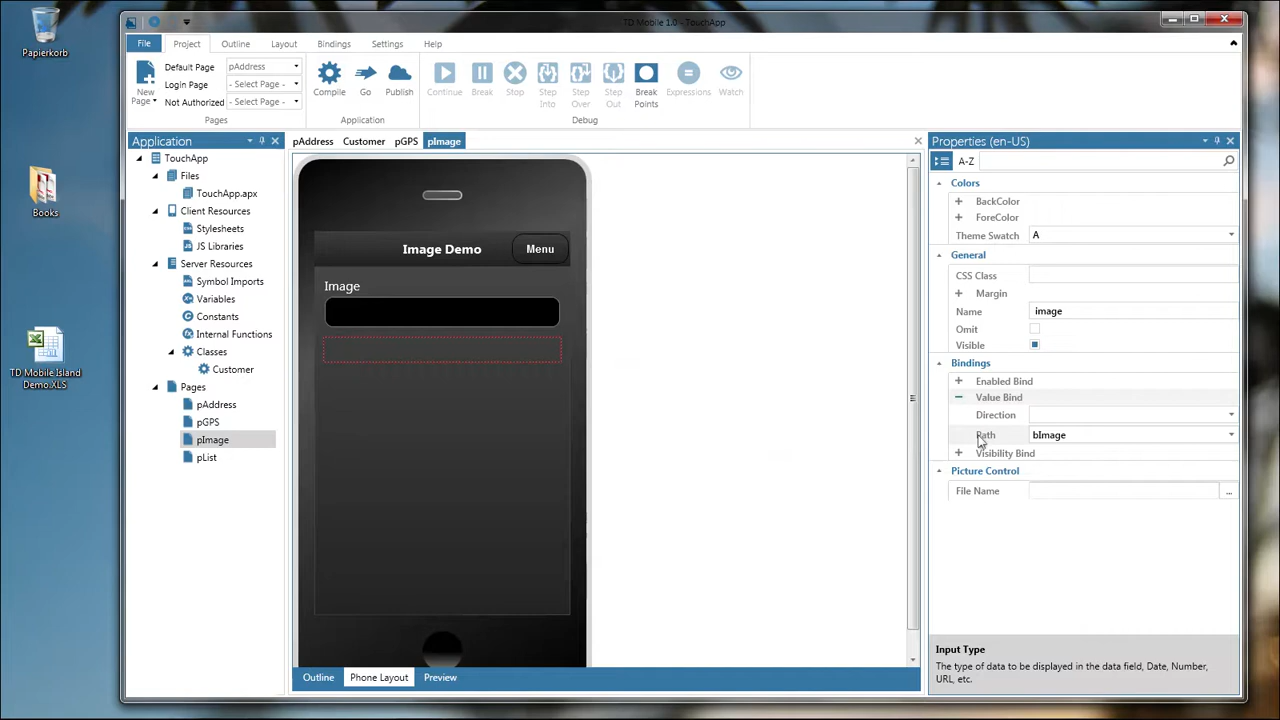 Papierkorb
Books
TD Mobile Island
Demo.XLS
TD Mobile 1.0 - TouchApp
File
Project
Outline
Layout
Bindings
Settings
Help
New
Page
Default Page
pAddress
Login Page
- Select Page -
Not Authorized
- Select Page -
Pages
Compile
Go
Publish
Application
Continue
Break
Stop
Step
Into
Step
Over
Step
Out
Break
Points
Expressions
Watch
Debug
Application
TouchApp
Files
TouchApp.apx
Client Resources
Stylesheets
JS Libraries
Server Resources
Symbol Imports
Variables
Constants
Internal Functions
Classes
Customer
Pages
pAddress
pGPS
pImage
pList
pAddress
Customer
pGPS
pImage
Image Demo
Menu
Image
Outline
Phone Layout
Preview
Properties (en-US)
A-Z
Colors
BackColor
ForeColor
Theme Swatch
A
General
CSS Class
Margin
Name
image
Omit
Visible
Bindings
Enabled Bind
Value Bind
Direction
Path
bImage
Visibility Bind
Picture Control
File Name
...
Input Type
The type of data to be displayed in the data field, Date, Number,
URL, etc.